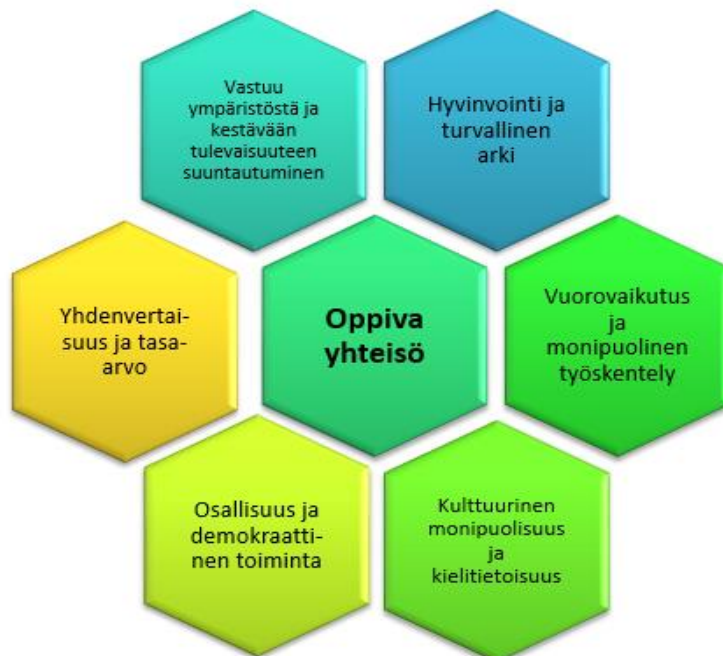 Vastuu
ympäristöstä ja
kestävään
tulevaisuuteen
suuntautuminen
Hyvinvointi ja
turvallinen
arki
Yhdenvertai-
suus ja tasa-
arvo
Oppiva
yhteisö
Vuorovaikutus
ja
monipuolinen
työskentely
Osallisuus ja
demokraatti-
nen toiminta
Kulttuurinen
monipuolisuus
ja
kielitietoisuus